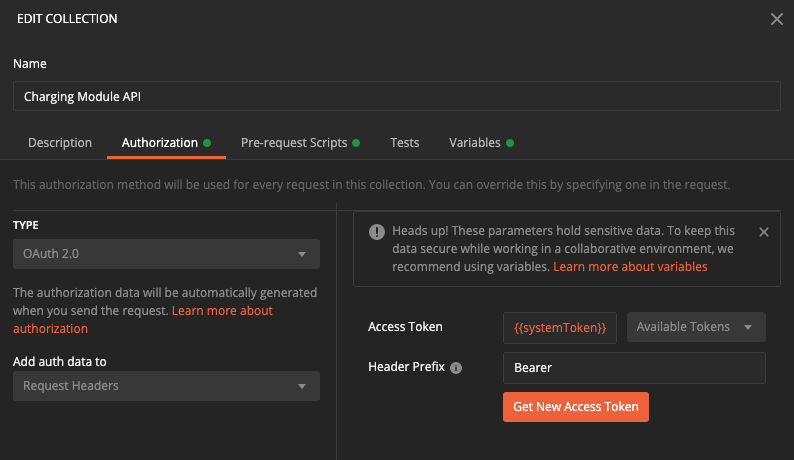 EDIT COLLECTION
Name
Charging Module API
Description Authorization Pre-request Scripts Tests Variables
This authorization method will be used for every request in this collection. You can override this by specifying one in the request.
TYPE
OAuth 2.0
The authorization data will be automatically generated
when you send the request. Learn more about
authorization
Add auth data to
Request Headers
Heads up! These parameters hold sensitive data. To keep this
data secure while working in a collaborative environment, we
recommend using variables. Learn more about variables
Access Token {{systemToken}} Available Tokens
Header Prefix Bearer
Get New Access Token